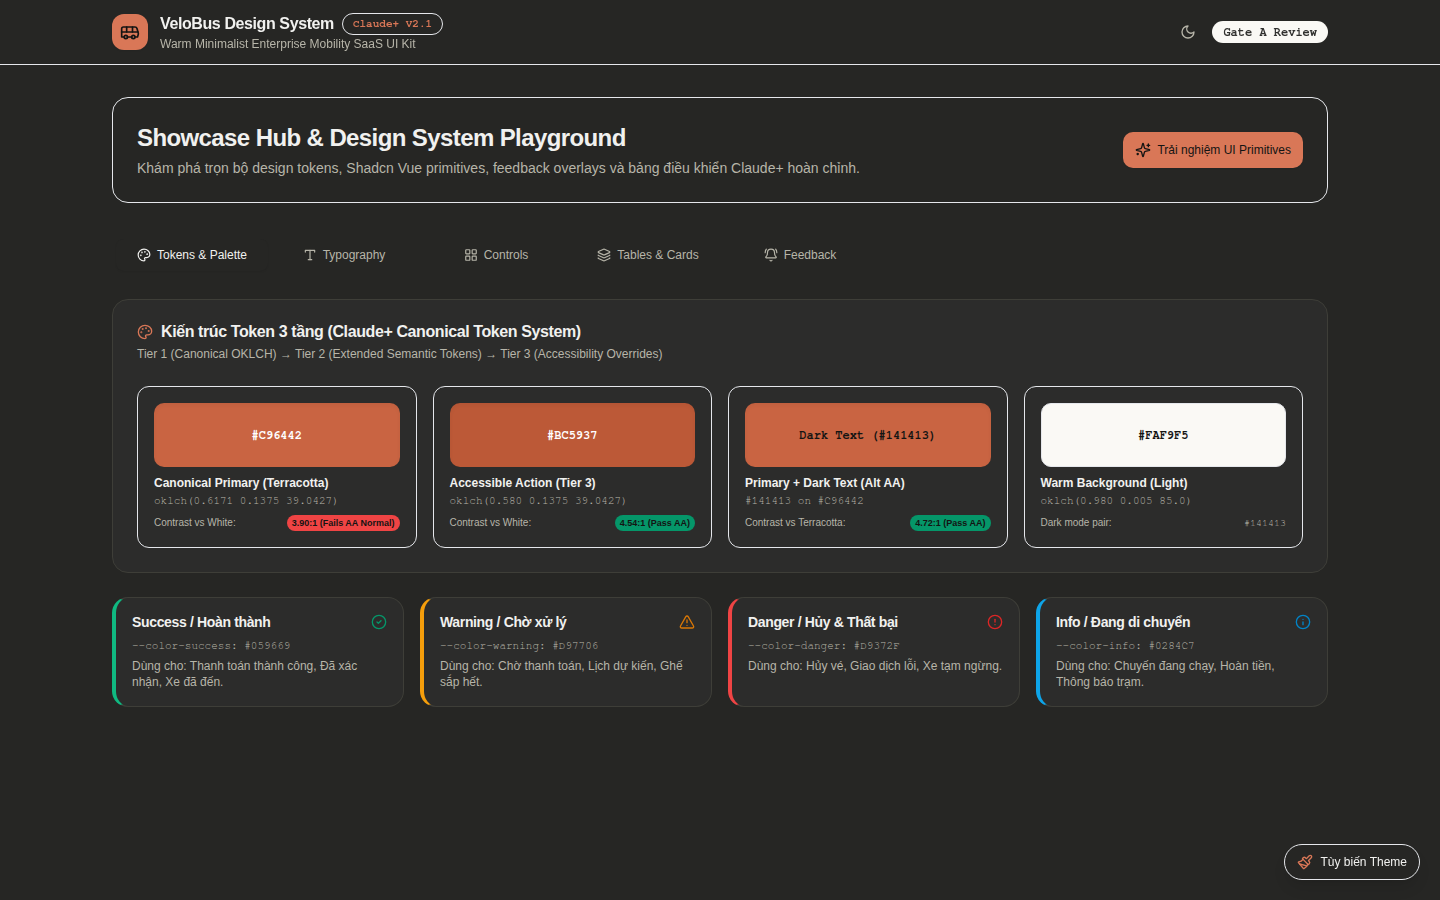 VeloBus Design System
Claude+ V2.1
Warm Minimalist Enterprise Mobility SaaS UI Kit
Gate A Review
Showcase Hub & Design System Playground
Khám phá trọn bộ design tokens, Shadcn Vue primitives, feedback overlays và bảng điều khiển Claude+ hoàn chỉnh.
Trải nghiệm UI Primitives
Tokens & Palette
Typography
Controls
Tables & Cards
Feedback
Kiến trúc Token 3 tầng (Claude+ Canonical Token System)
Tier 1 (Canonical OKLCH) → Tier 2 (Extended Semantic Tokens) → Tier 3 (Accessibility Overrides)
#C96442
Canonical Primary (Terracotta)
oklch(0.6171 0.1375 39.0427)
Contrast vs White:
3.90:1 (Fails AA Normal)
#BC5937
Accessible Action (Tier 3)
oklch(0.580 0.1375 39.0427)
Contrast vs White:
4.54:1 (Pass AA)
Dark Text (#141413)
Primary + Dark Text (Alt AA)
#141413 on #C96442
Contrast vs Terracotta:
4.72:1 (Pass AA)
#FAF9F5
Warm Background (Light)
oklch(0.980 0.005 85.0)
Dark mode pair:
#141413
Success / Hoàn thành
--color-success: #059669
Dùng cho: Thanh toán thành công, Đã xác
nhận, Xe đã đến.
Warning / Chờ xử lý
--color-warning: #D97706
Dùng cho: Chờ thanh toán, Lịch dự kiến, Ghế
sắp hết.
Danger / Hủy & Thất bại
--color-danger: #D9372F
Dùng cho: Hủy vé, Giao dịch lỗi, Xe tạm ngừng.
Info / Đang di chuyển
--color-info: #0284C7
Dùng cho: Chuyến đang chạy, Hoàn tiền,
Thông báo trạm.
Tùy biến Theme